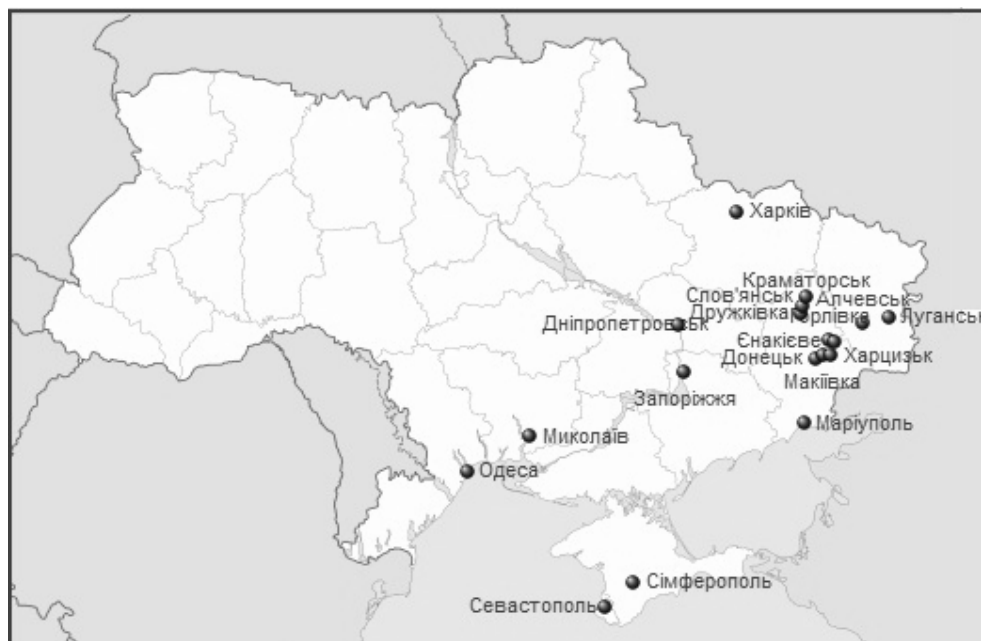 Харків
Краматорськ
Слов'янськ
Алчевськ
Дружківка
Горлівка
Луганськ
Дніпропетровськ
Єнакієве
Донецьк
Харцизьк
Макіївка
Запоріжжя
Маріуполь
Миколаїв
Одеса
Сімферополь
Севастополь